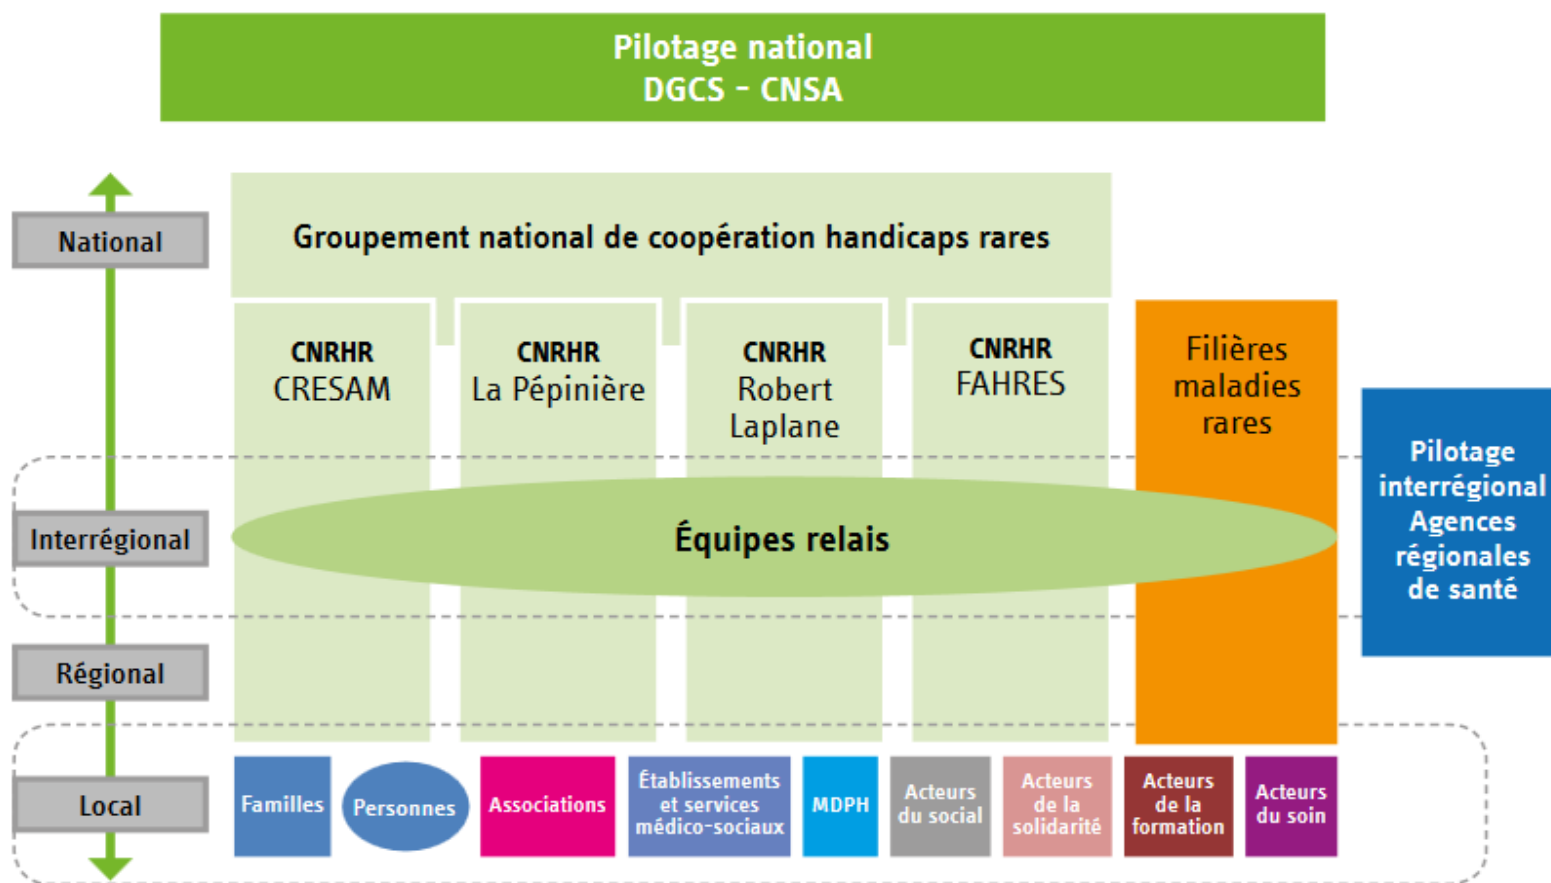 Pilotage national
DGCS - CNSA
National
Groupement national de coopération handicaps rares
CNRHR
CRESAM
CNRHR
La Pépinière
CNRHR
Robert
Laplane
CNRHR
FAHRES
Filières
maladies
rares
Pilotage
interrégional
Agences
régionales
de santé
Interrégional
Équipes relais
Régional
Local
Familles
Personnes
Associations
Établissements
et services
médico-sociaux
MDPH
Acteurs
du social
Acteurs
de la
solidarité
Acteurs
de la
formation
Acteurs
du soin